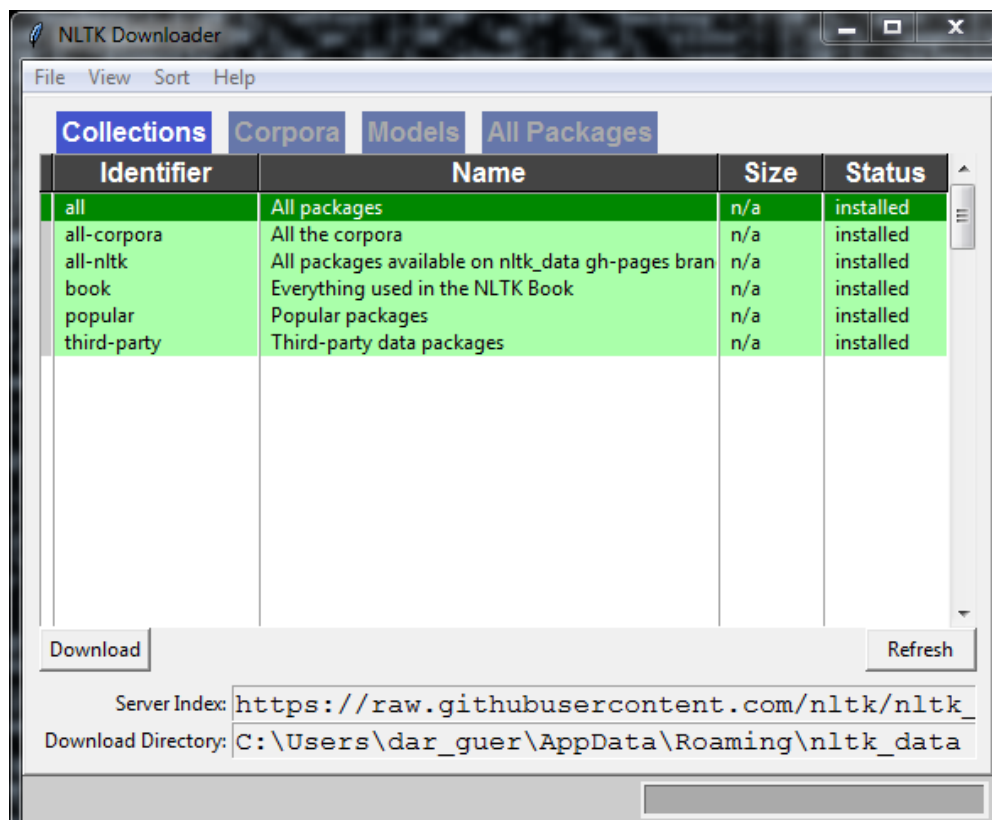 NLTK Downloader
File View Sort Help
Collections Corpora Models All Packages
Identifier Name Size Status
all All packages n/a installed
all-corpora All the corpora n/a installed
all-nltk All packages available on nltk_data gh-pages bran n/a installed
book Everything used in the NLTK Book n/a installed
popular Popular packages n/a installed
third-party Third-party data packages n/a installed
Download Refresh
Server Index: https://raw.githubusercontent.com/nltk/nltk_
Download Directory: C:\Users\dar_guer\AppData\Roaming\nltk_data